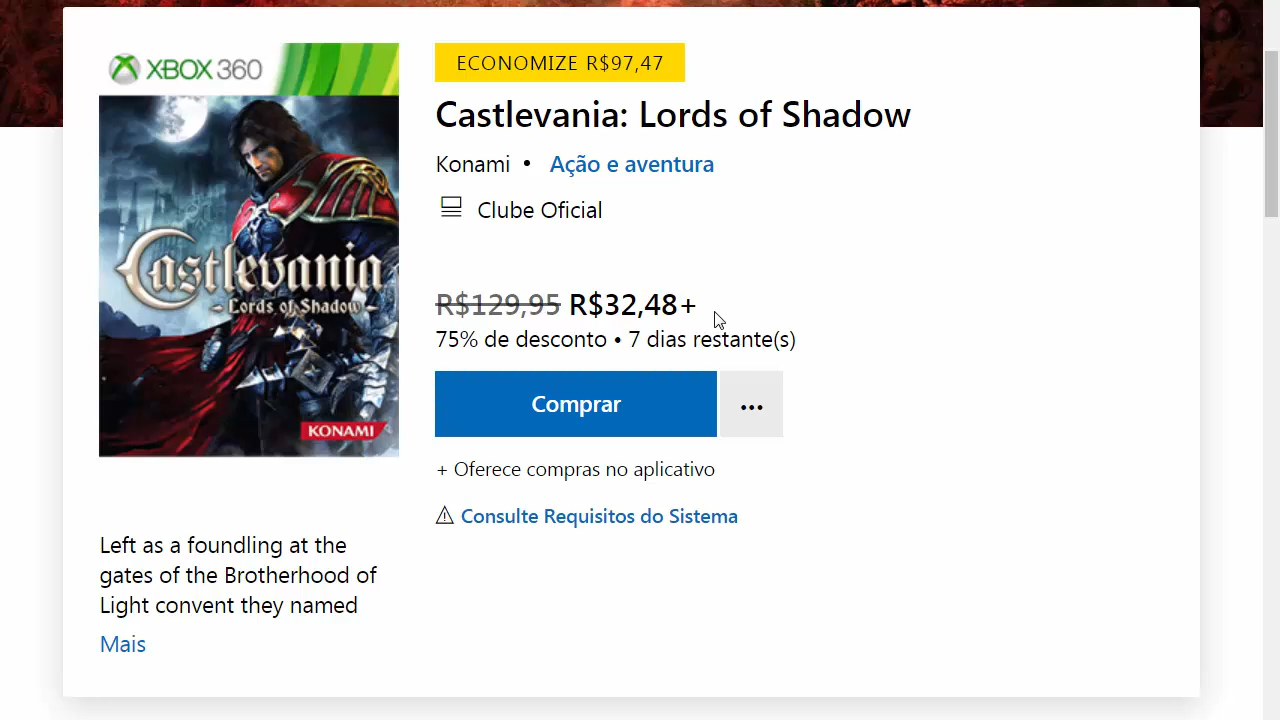 XBOX 360
Castlevania
Lords of Shadow
KONAMI
ECONOMIZE R$97,47
Castlevania: Lords of Shadow
Konami • Ação e aventura
Clube Oficial
R$129,95 R$32,48+
75% de desconto • 7 dias restante(s)
Comprar ...
+ Oferece compras no aplicativo
Consulte Requisitos do Sistema
Left as a foundling at the
gates of the Brotherhood of
Light convent they named
Mais